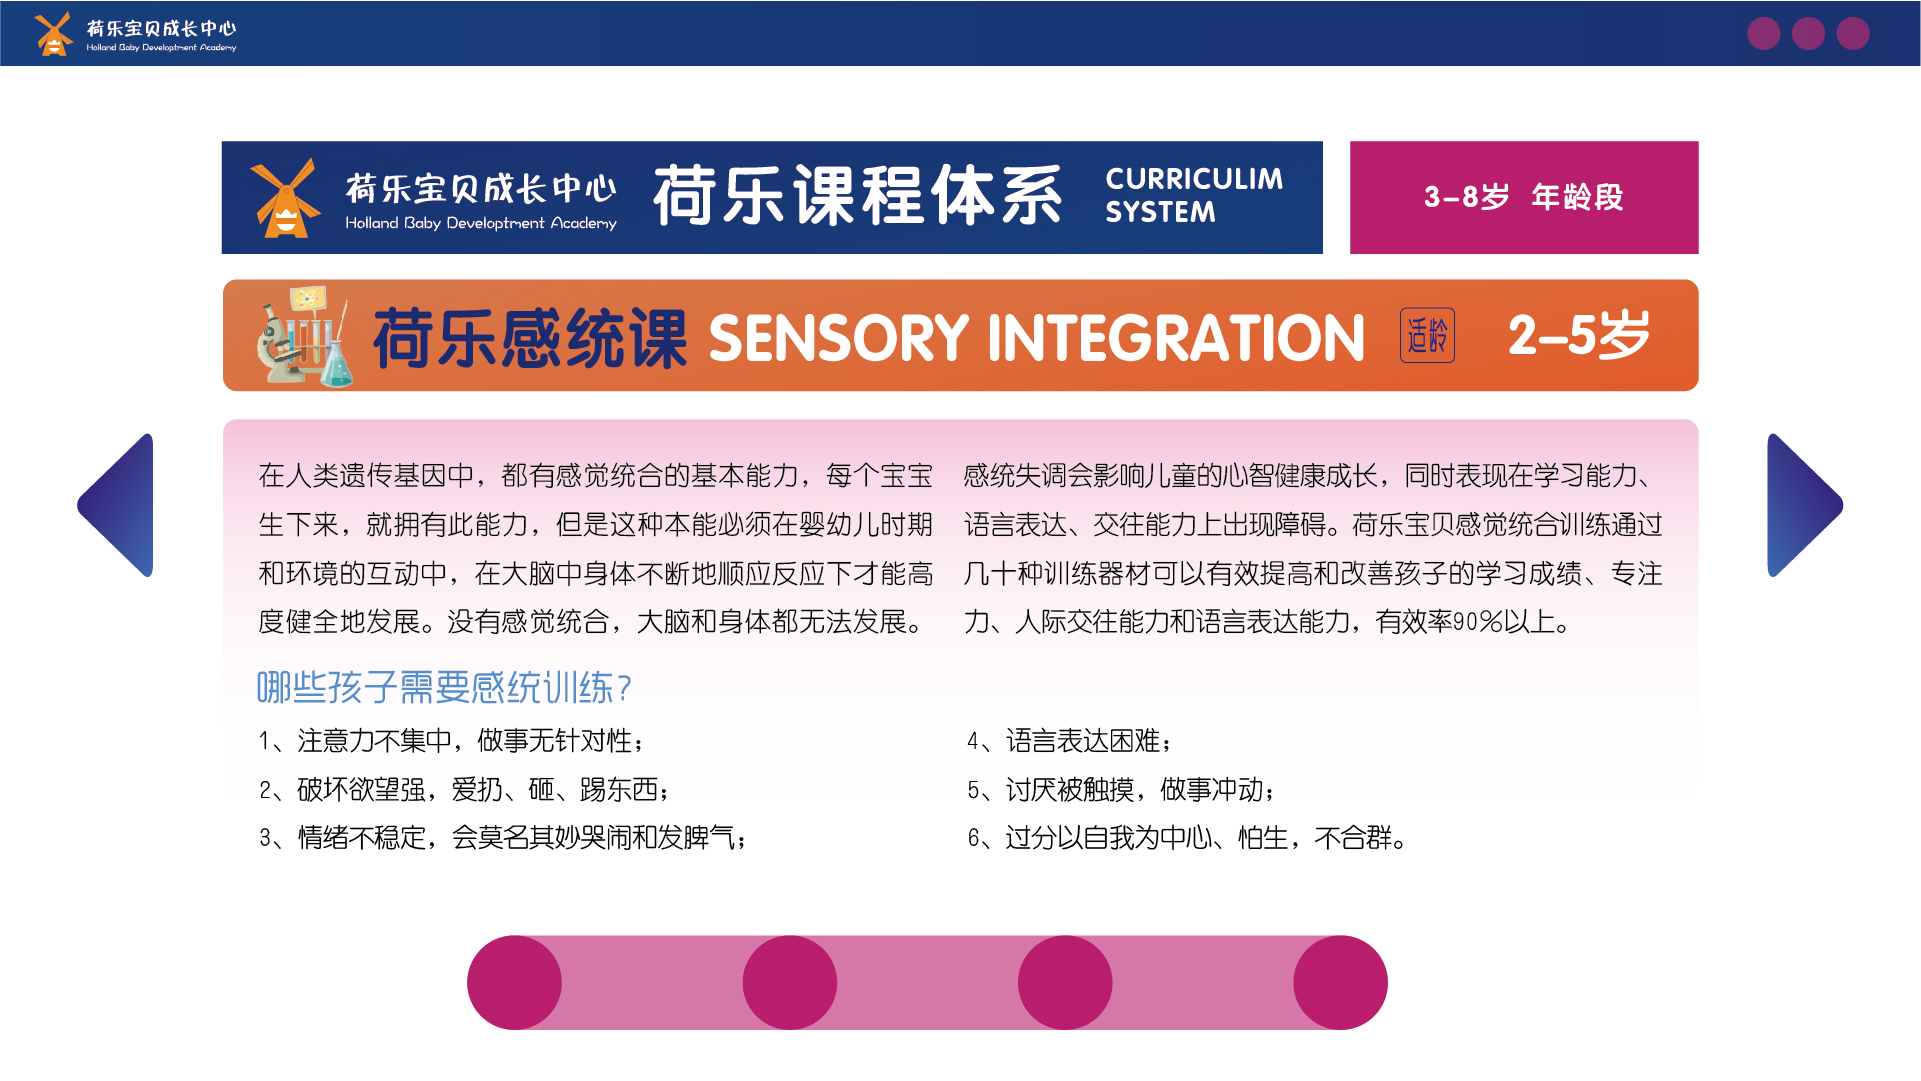 荷乐宝贝成长中心
Holland Baby Developtment Academy
荷乐宝贝成长中心
Holland Baby Developtment Academy
荷乐课程体系
CURRICULIM
SYSTEM
3-8岁 年龄段
荷乐感统课 SENSORY INTEGRATION 适龄 2-5岁
在人类遗传基因中，都有感觉统合的基本能力，每个宝宝
生下来，就拥有此能力，但是这种本能必须在婴幼儿时期
和环境的互动中，在大脑中身体不断地顺应反应下才能高
度健全地发展。没有感觉统合，大脑和身体都无法发展。
感统失调会影响儿童的心智健康成长，同时表现在学习能力、
语言表达、交往能力上出现障碍。荷乐宝贝感觉统合训练通过
几十种训练器材可以有效提高和改善孩子的学习成绩、专注
力、人际交往能力和语言表达能力，有效率90%以上。
哪些孩子需要感统训练？
1、注意力不集中，做事无针对性；
2、破坏欲望强，爱扔、砸、踢东西；
3、情绪不稳定，会莫名其妙哭闹和发脾气；
4、语言表达困难；
5、讨厌被触摸，做事冲动；
6、过分以自我为中心、怕生，不合群。